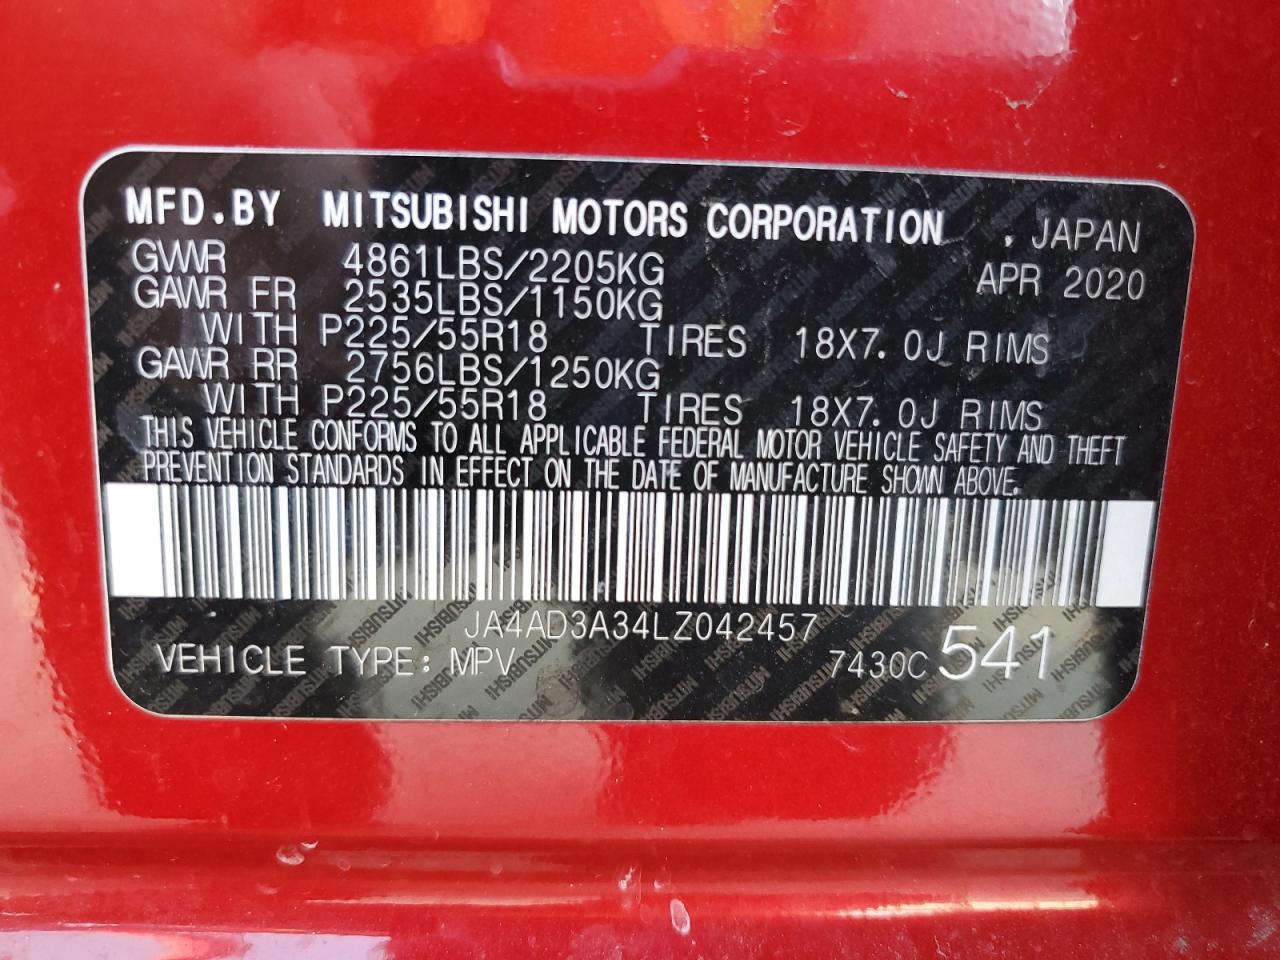 MFD.BY MITSUBISHI MOTORS CORPORATION , JAPAN
GVWR 4861LBS/2205KG APR 2020
GAWR FR 2535LBS/1150KG
WITH P225/55R18 TIRES 18X7.0J RIMS
GAWR RR 2756LBS/1250KG
WITH P225/55R18 TIRES 18X7.0J RIMS
THIS VEHICLE CONFORMS TO ALL APPLICABLE FEDERAL MOTOR VEHICLE SAFETY AND THEFT
PREVENTION STANDARDS IN EFFECT ON THE DATE OF MANUFACTURE SHOWN ABOVE.
JA4AD3A34LZ042457
VEHICLE TYPE: MPV 7430C 541